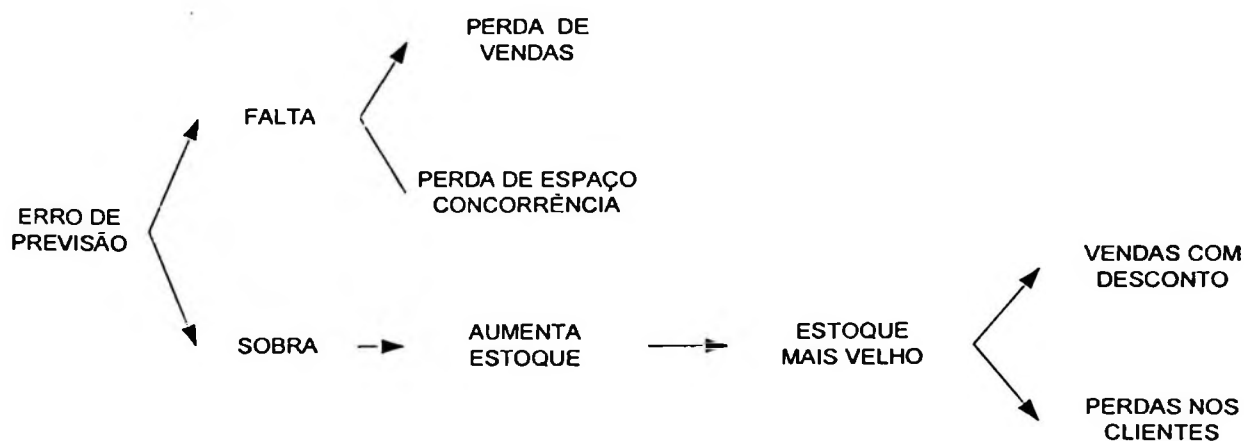 PERDA DE
VENDAS
FALTA
PERDA DE ESPAÇO
CONCORRÊNCIA
ERRO DE
PREVISÃO
VENDAS COM
DESCONTO
SOBRA
AUMENTA
ESTOQUE
ESTOQUE
MAIS VELHO
PERDAS NOS
CLIENTES